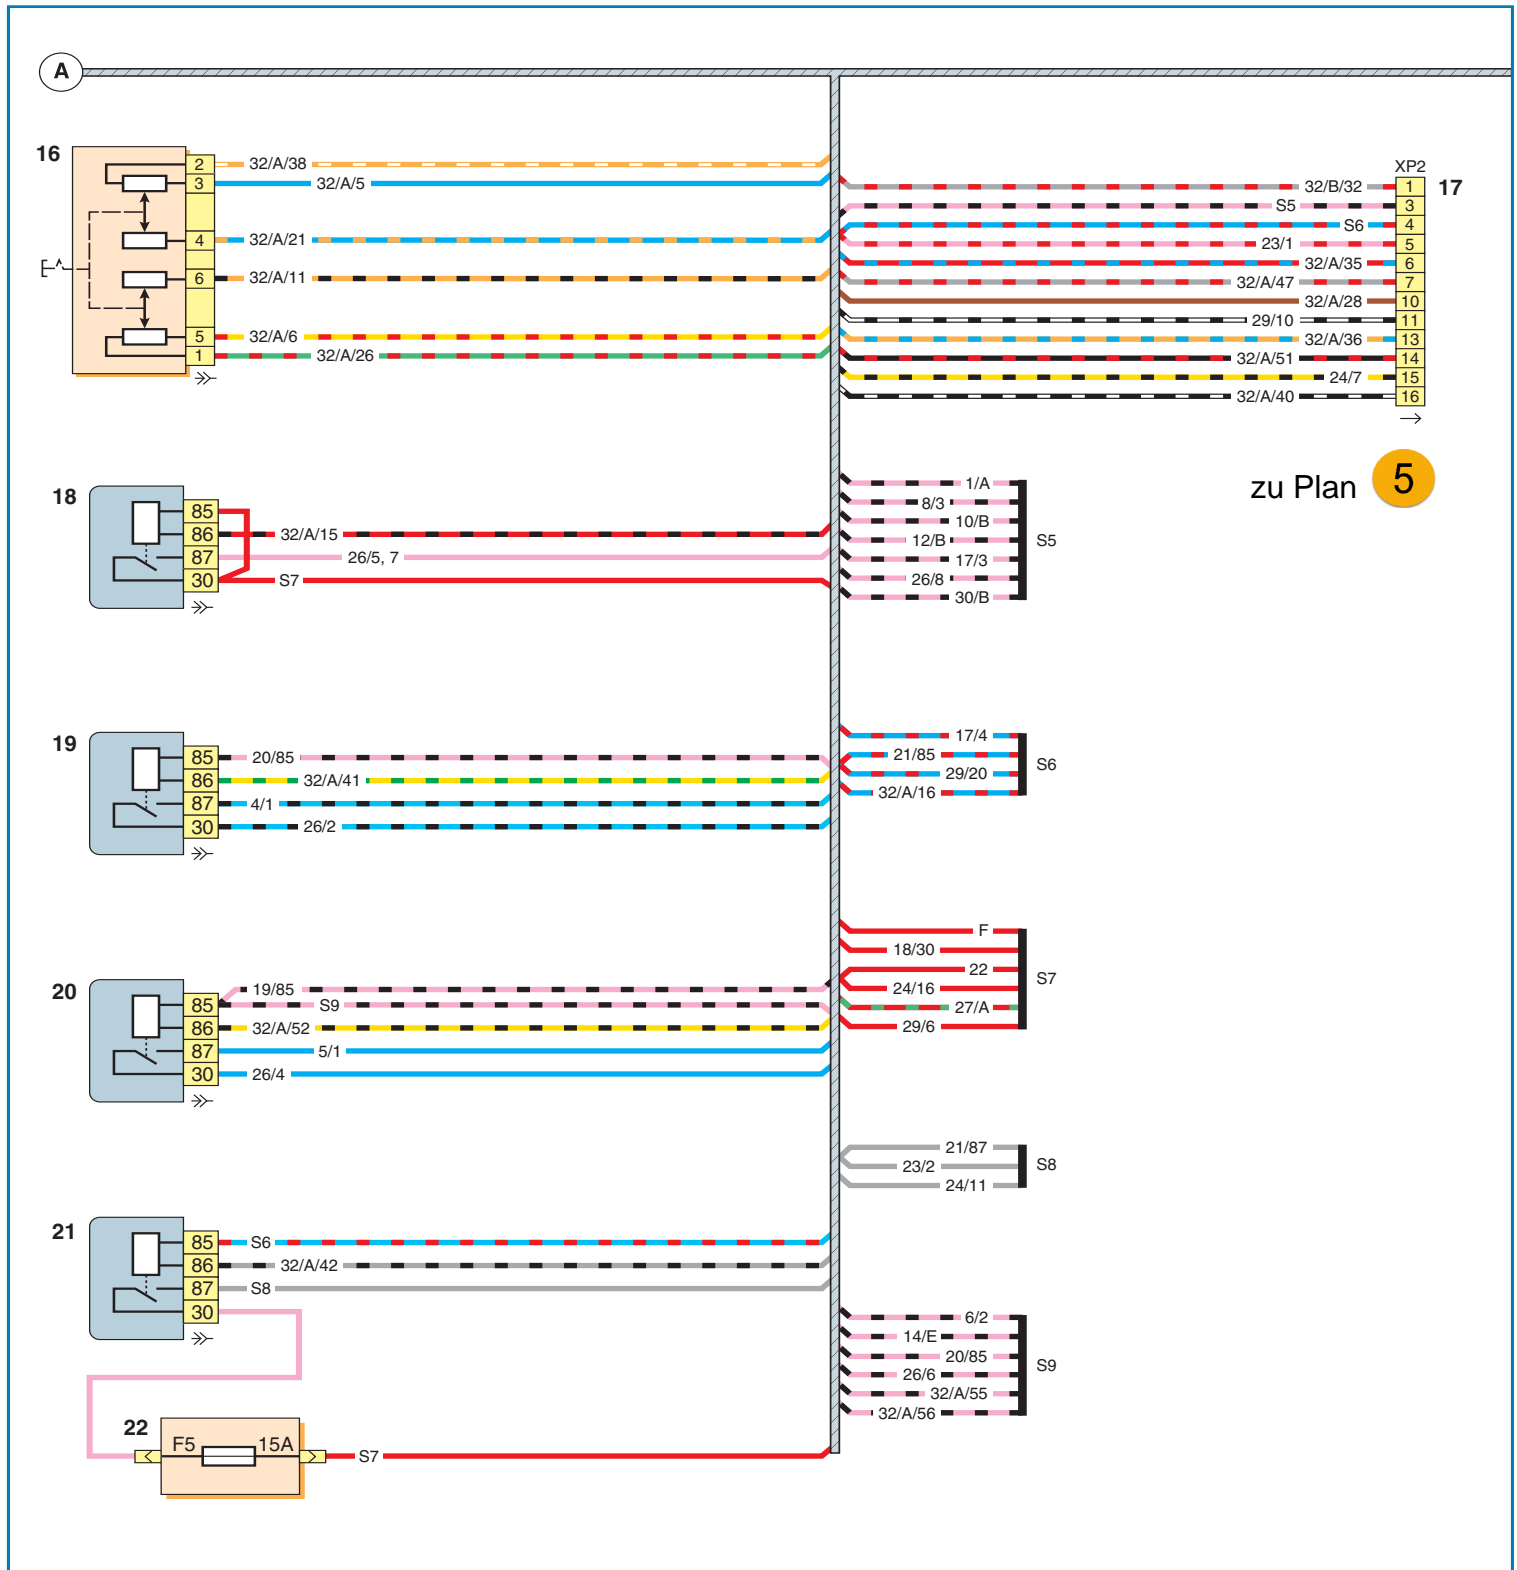 A
16
2 32/A/38
3 32/A/5
4 32/A/21
6 32/A/11
5 32/A/6
1 32/A/26
XP2
17
32/B/32 1
S5 3
S6 4
23/1 5
32/A/35 6
32/A/47 7
32/A/28 10
29/10 11
32/A/36 13
32/A/51 14
24/7 15
32/A/40 16
zu Plan 5
18
85
86 32/A/15
87 26/5, 7
30 S7
1/A
8/3
10/B
12/B
17/3
26/8
30/B
S5
19
85 20/85
86 32/A/41
87 4/1
30 26/2
17/4
21/85
29/20
32/A/16
S6
20
19/85
85 S9
86 32/A/52
87 5/1
30 26/4
F
18/30
22
24/16
27/A
29/6
S7
21/87
23/2
24/11
S8
21
85 S6
86 32/A/42
87 S8
30
6/2
14/E
20/85
26/6
32/A/55
32/A/56
S9
22
F5 15A
S7